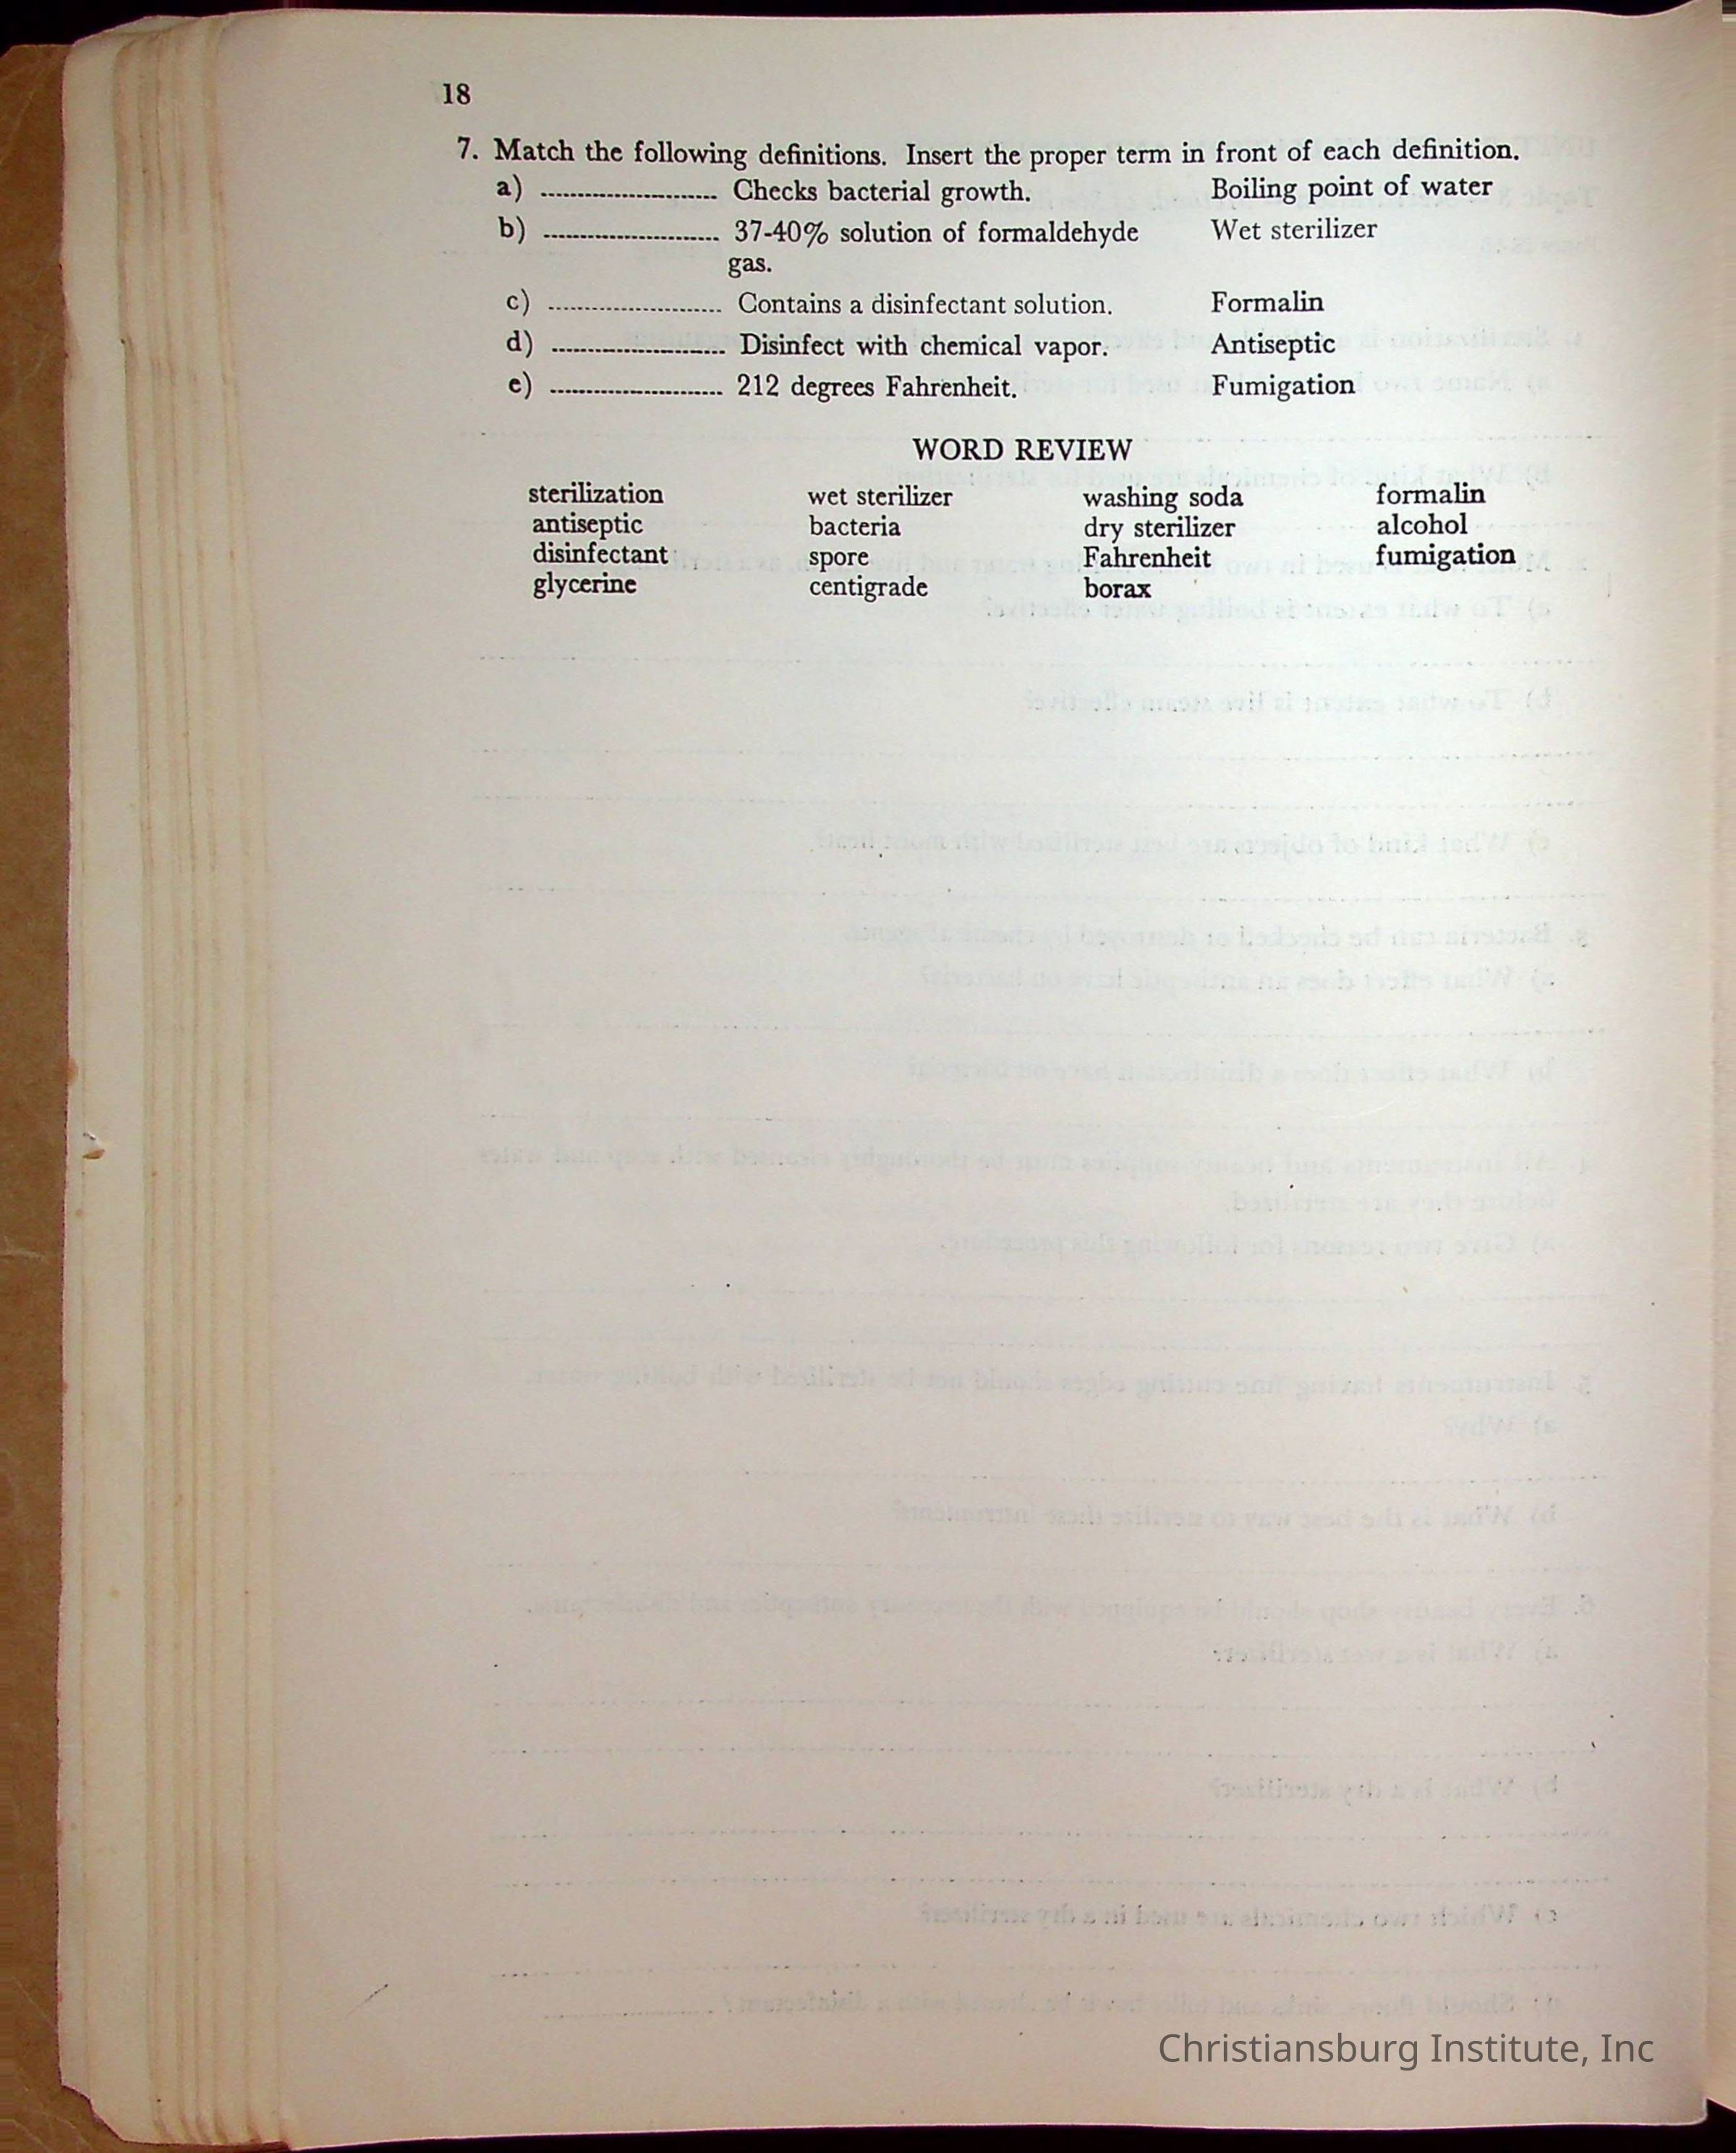 18
7. Match the following definitions. Insert the proper term in front of each definition.
a) ........................ Checks bacterial growth. Boiling point of water
b) ........................ 37-40% solution of formaldehyde Wet sterilizer
gas.
c) ........................ Contains a disinfectant solution. Formalin
d) ........................ Disinfect with chemical vapor. Antiseptic
e) ........................ 212 degrees Fahrenheit. Fumigation
WORD REVIEW
sterilization wet sterilizer washing soda formalin
antiseptic bacteria dry sterilizer alcohol
disinfectant spore Fahrenheit fumigation
glycerine centigrade borax
Christiansburg Institute, Inc